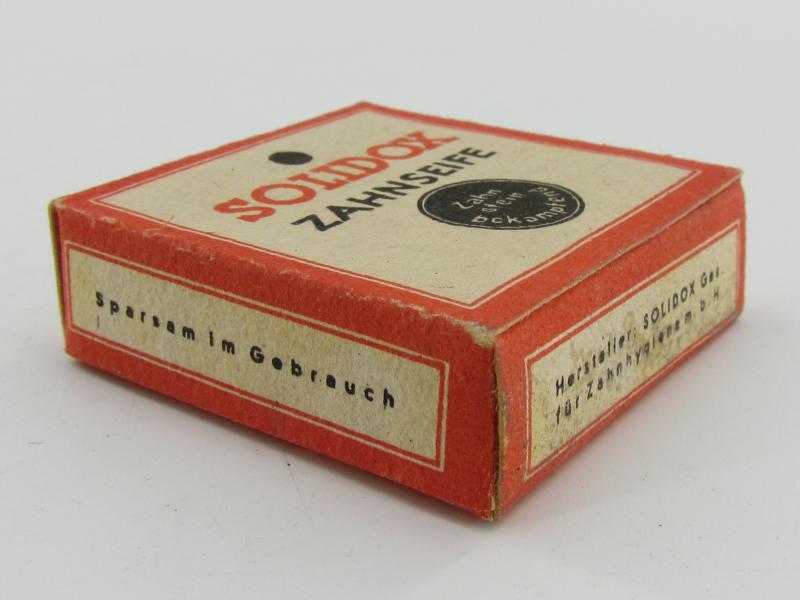 SOLIDOX
ZAHNSEIFE
Zahn
stein
bekämpfend
Sparsam im Gebrauch
Hersteller: SOLIDOX Ges.
für Zahnhygiene m. b. H.